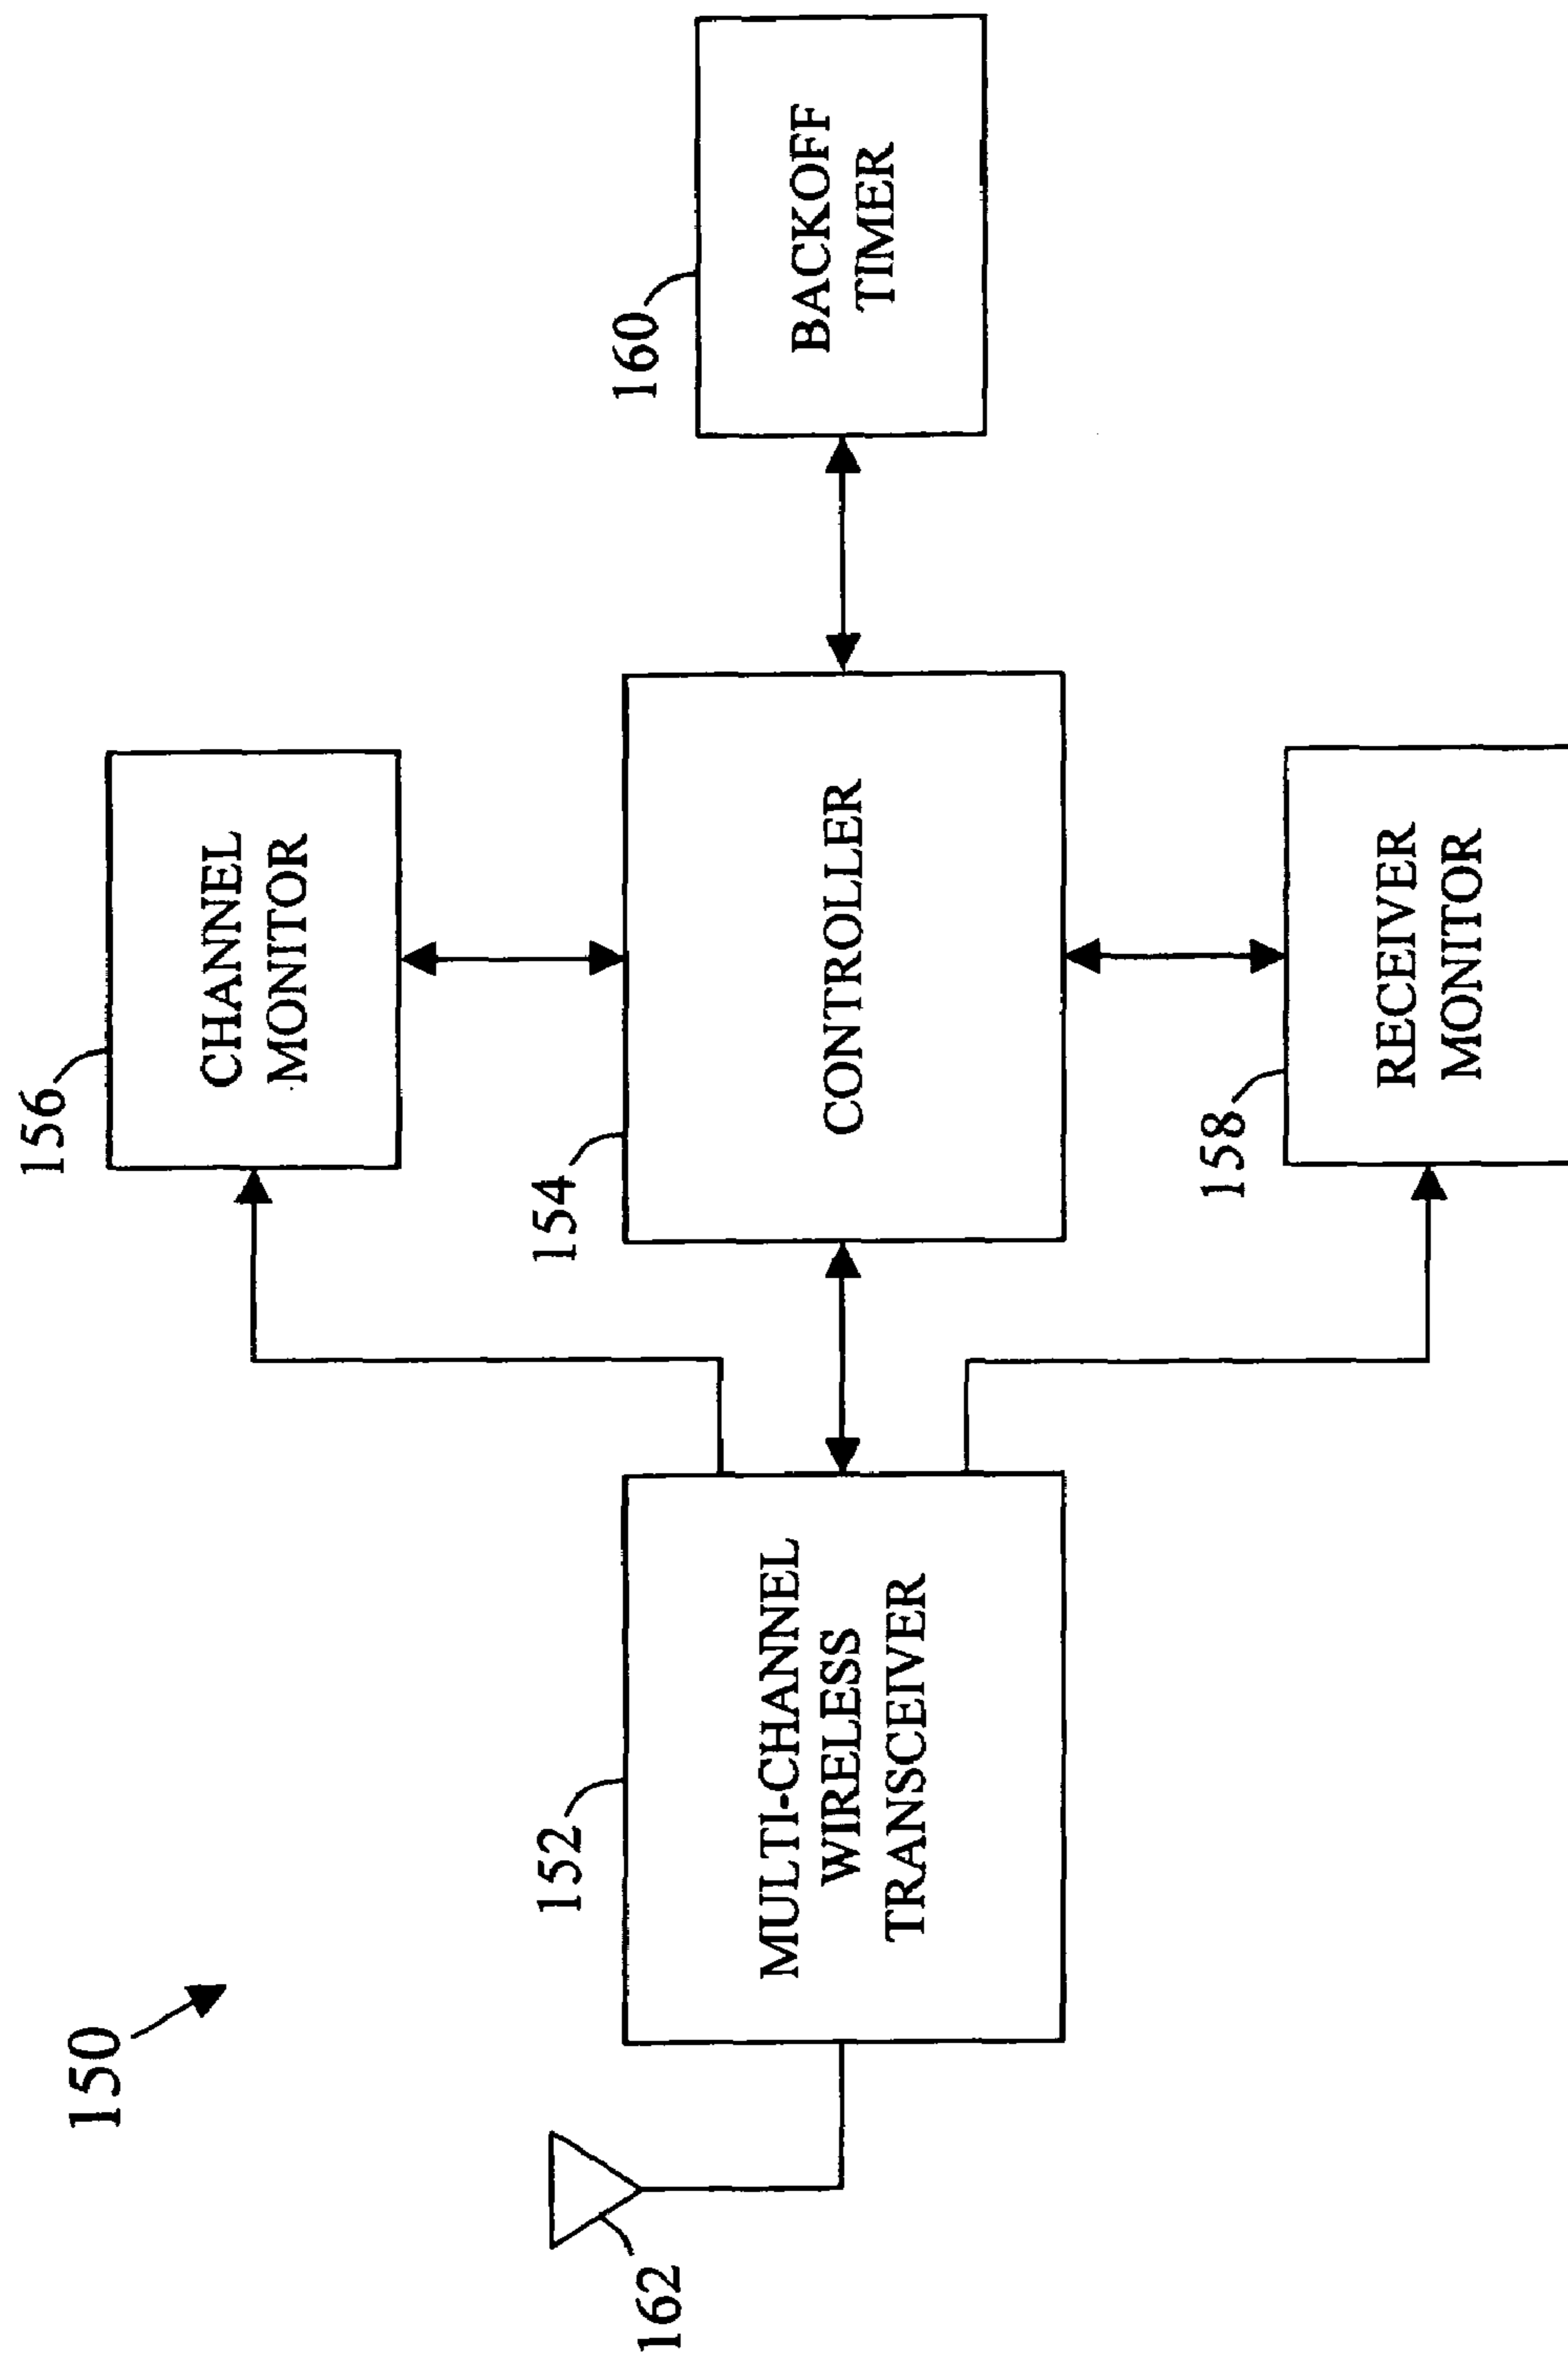 150
156
CHANNEL
MONITOR
162
152
MULTI-CHANNEL
WIRELESS
TRANSCEIVER
154
CONTROLLER
160
BACKOFF
TIMER
158
RECEIVER
MONITOR